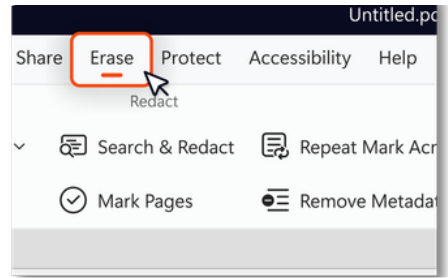 Untitled.pd
Share Erase Protect Accessibility Help
Redact
Search & Redact Repeat Mark Acr
Mark Pages Remove Metadat